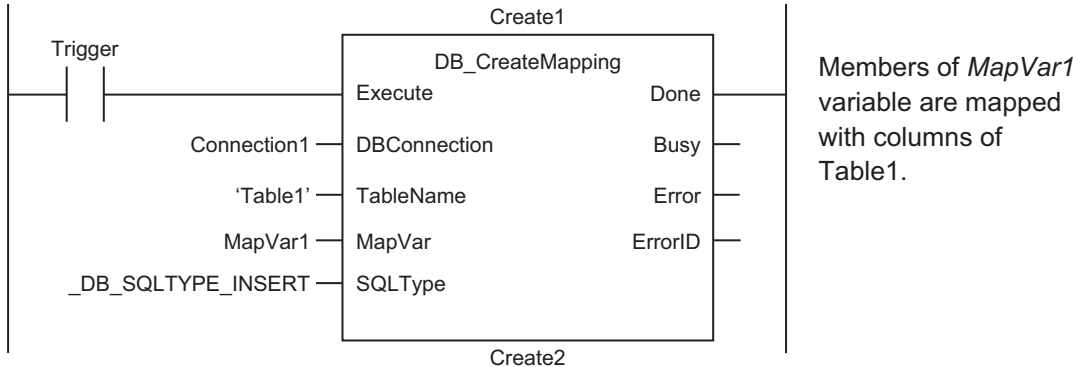 Create1
Trigger
DB_CreateMapping
Execute Done
Connection1 DBConnection Busy
‘Table1’ TableName Error
MapVar1 MapVar ErrorID
_DB_SQLTYPE_INSERT SQLType
Create2
Members of MapVar1
variable are mapped
with columns of
Table1.